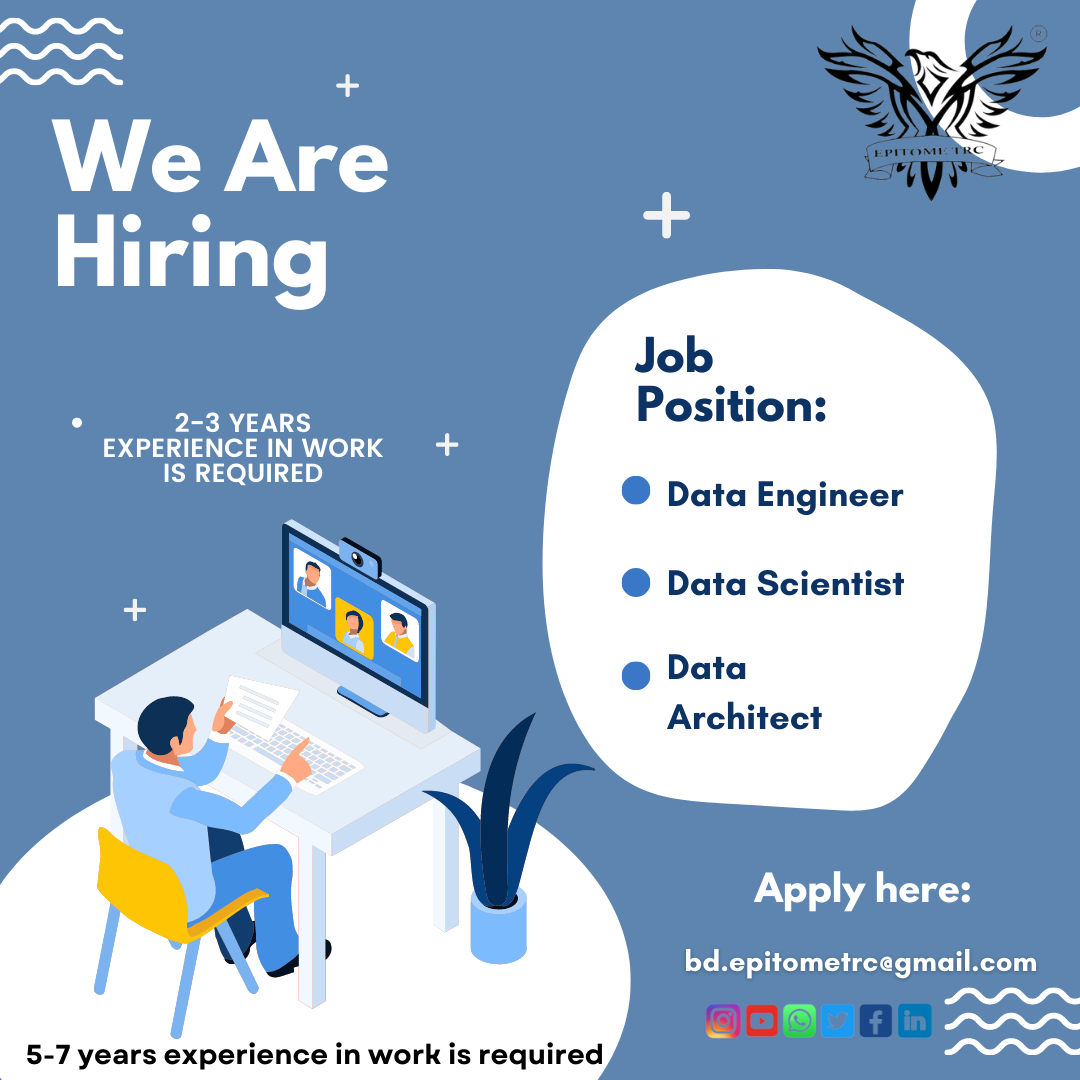 ®
EPITOME TRC
We Are
Hiring
Job
Position:
2-3 YEARS
EXPERIENCE IN WORK
IS REQUIRED
Data Engineer
Data Scientist
Data
Architect
Apply here:
bd.epitometrc@gmail.com
5-7 years experience in work is required